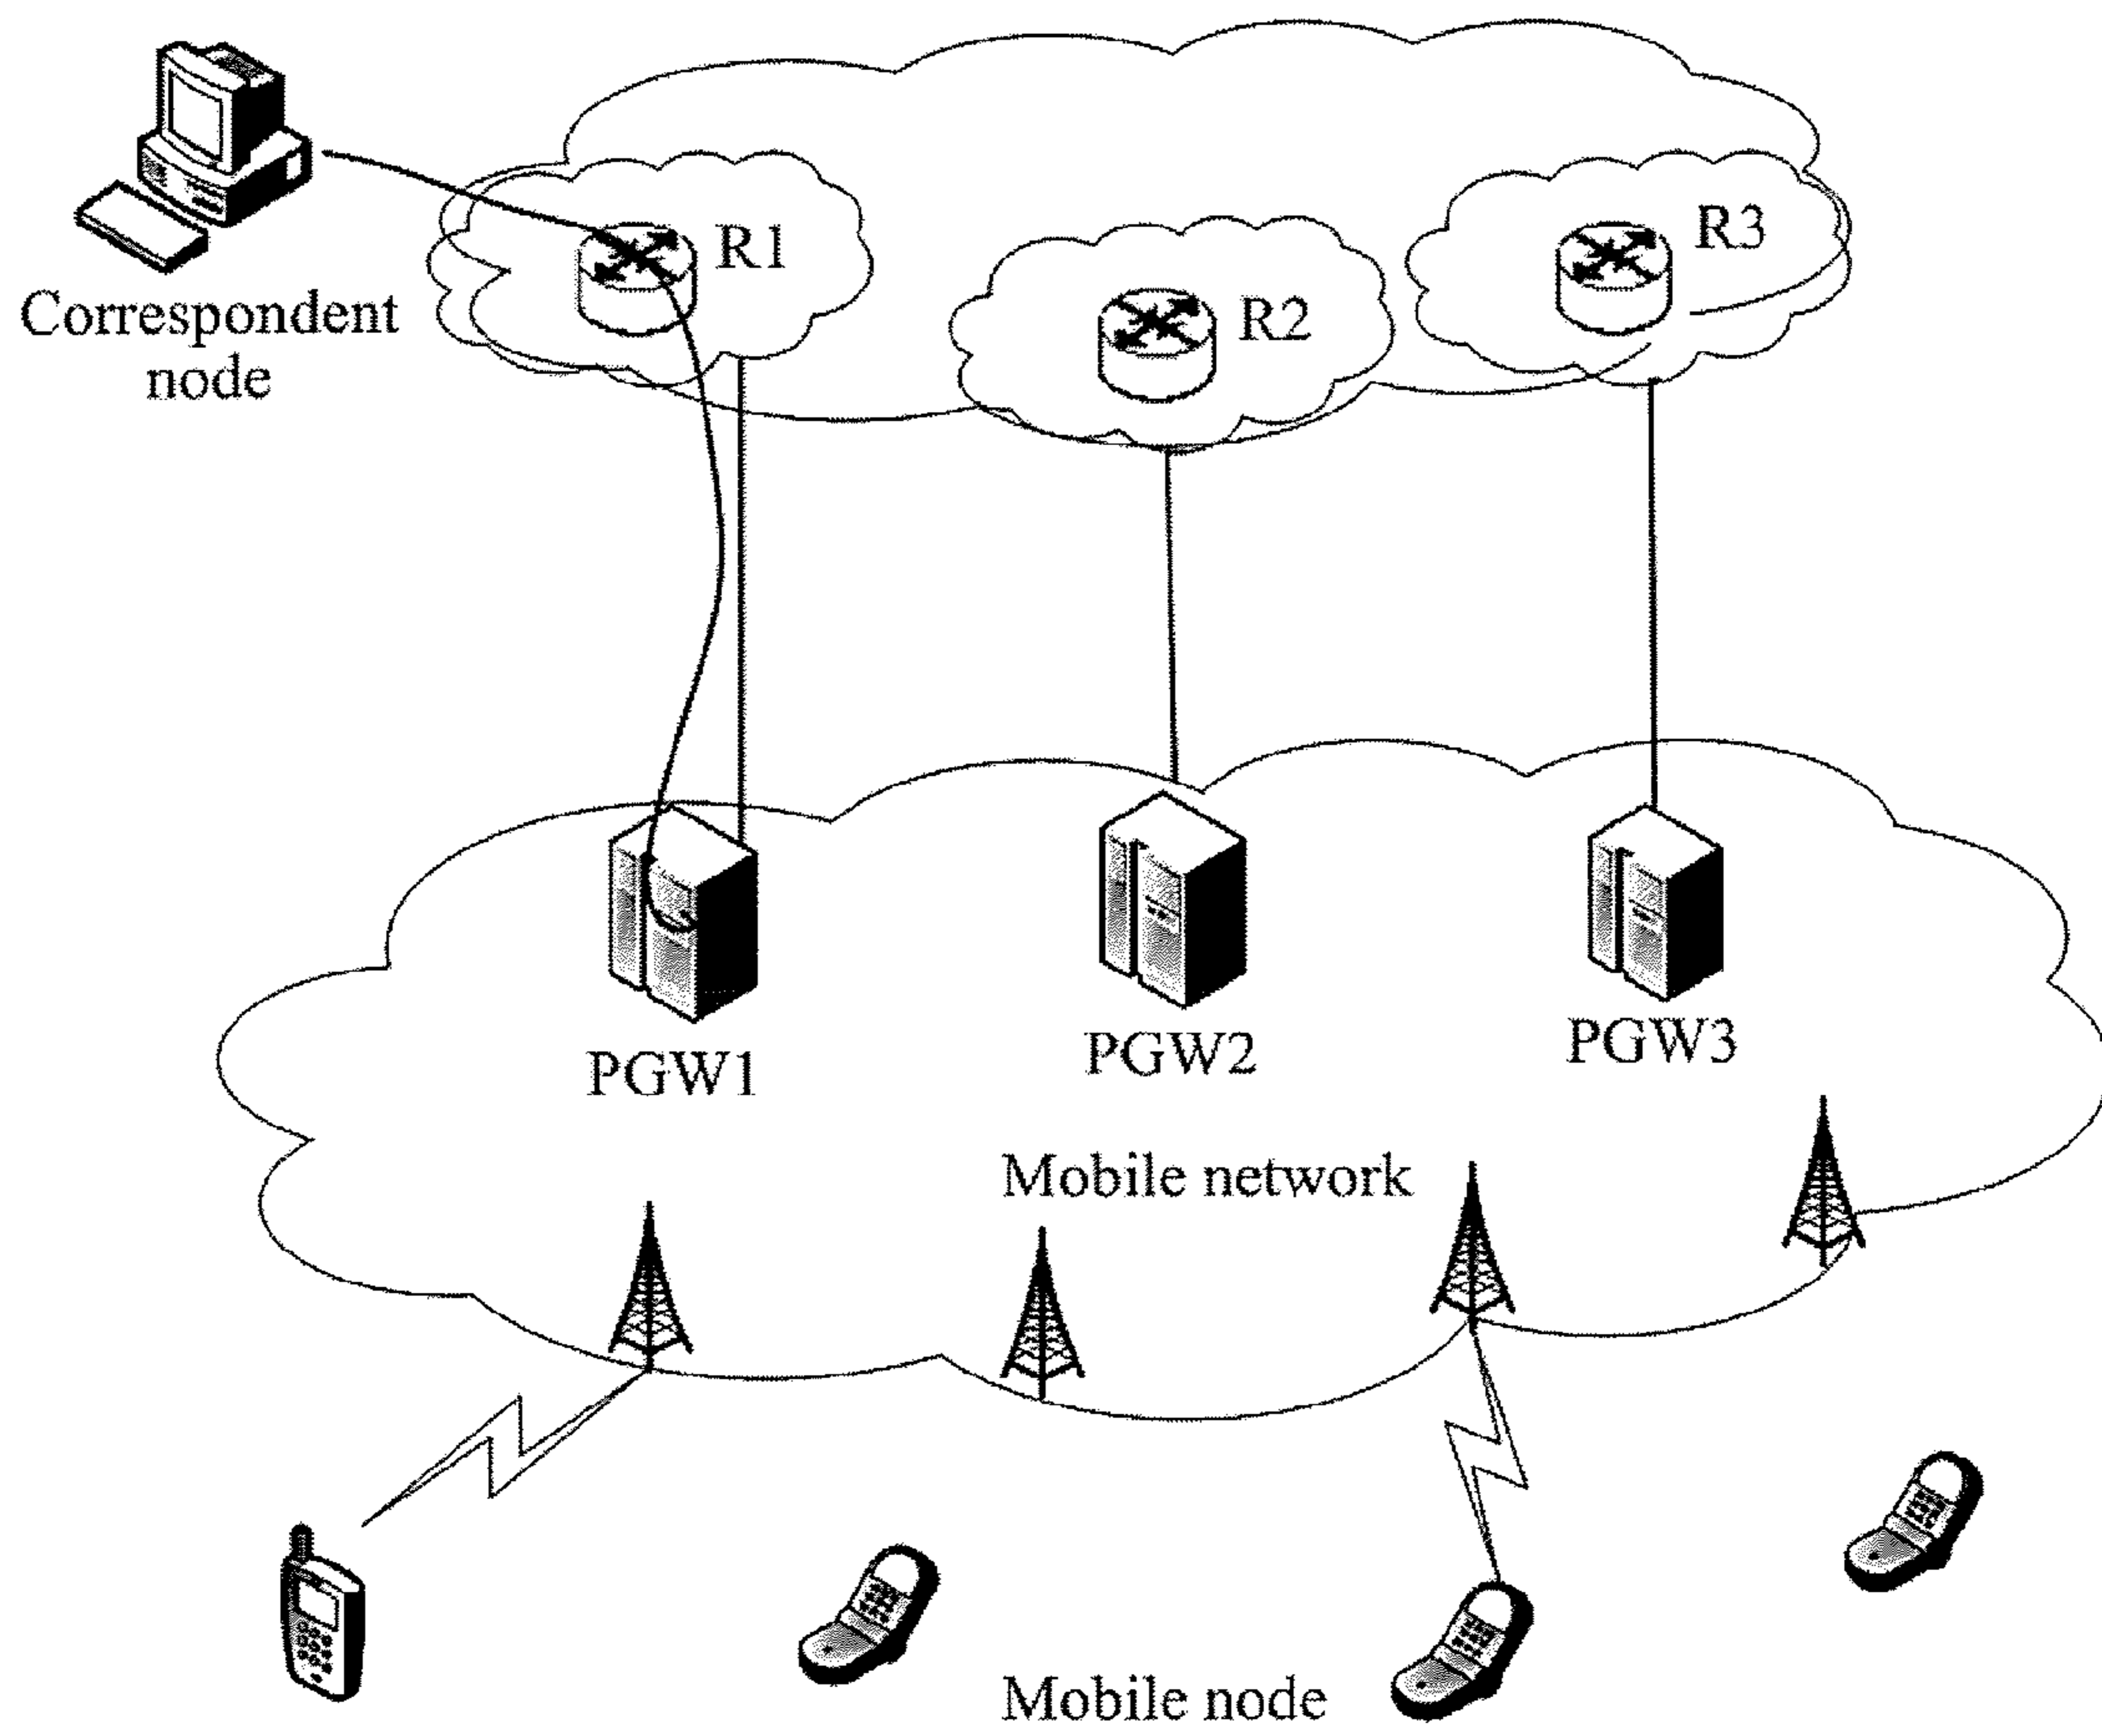 R1
R2
R3
Correspondent
node
PGW1
PGW2
PGW3
Mobile network
Mobile node